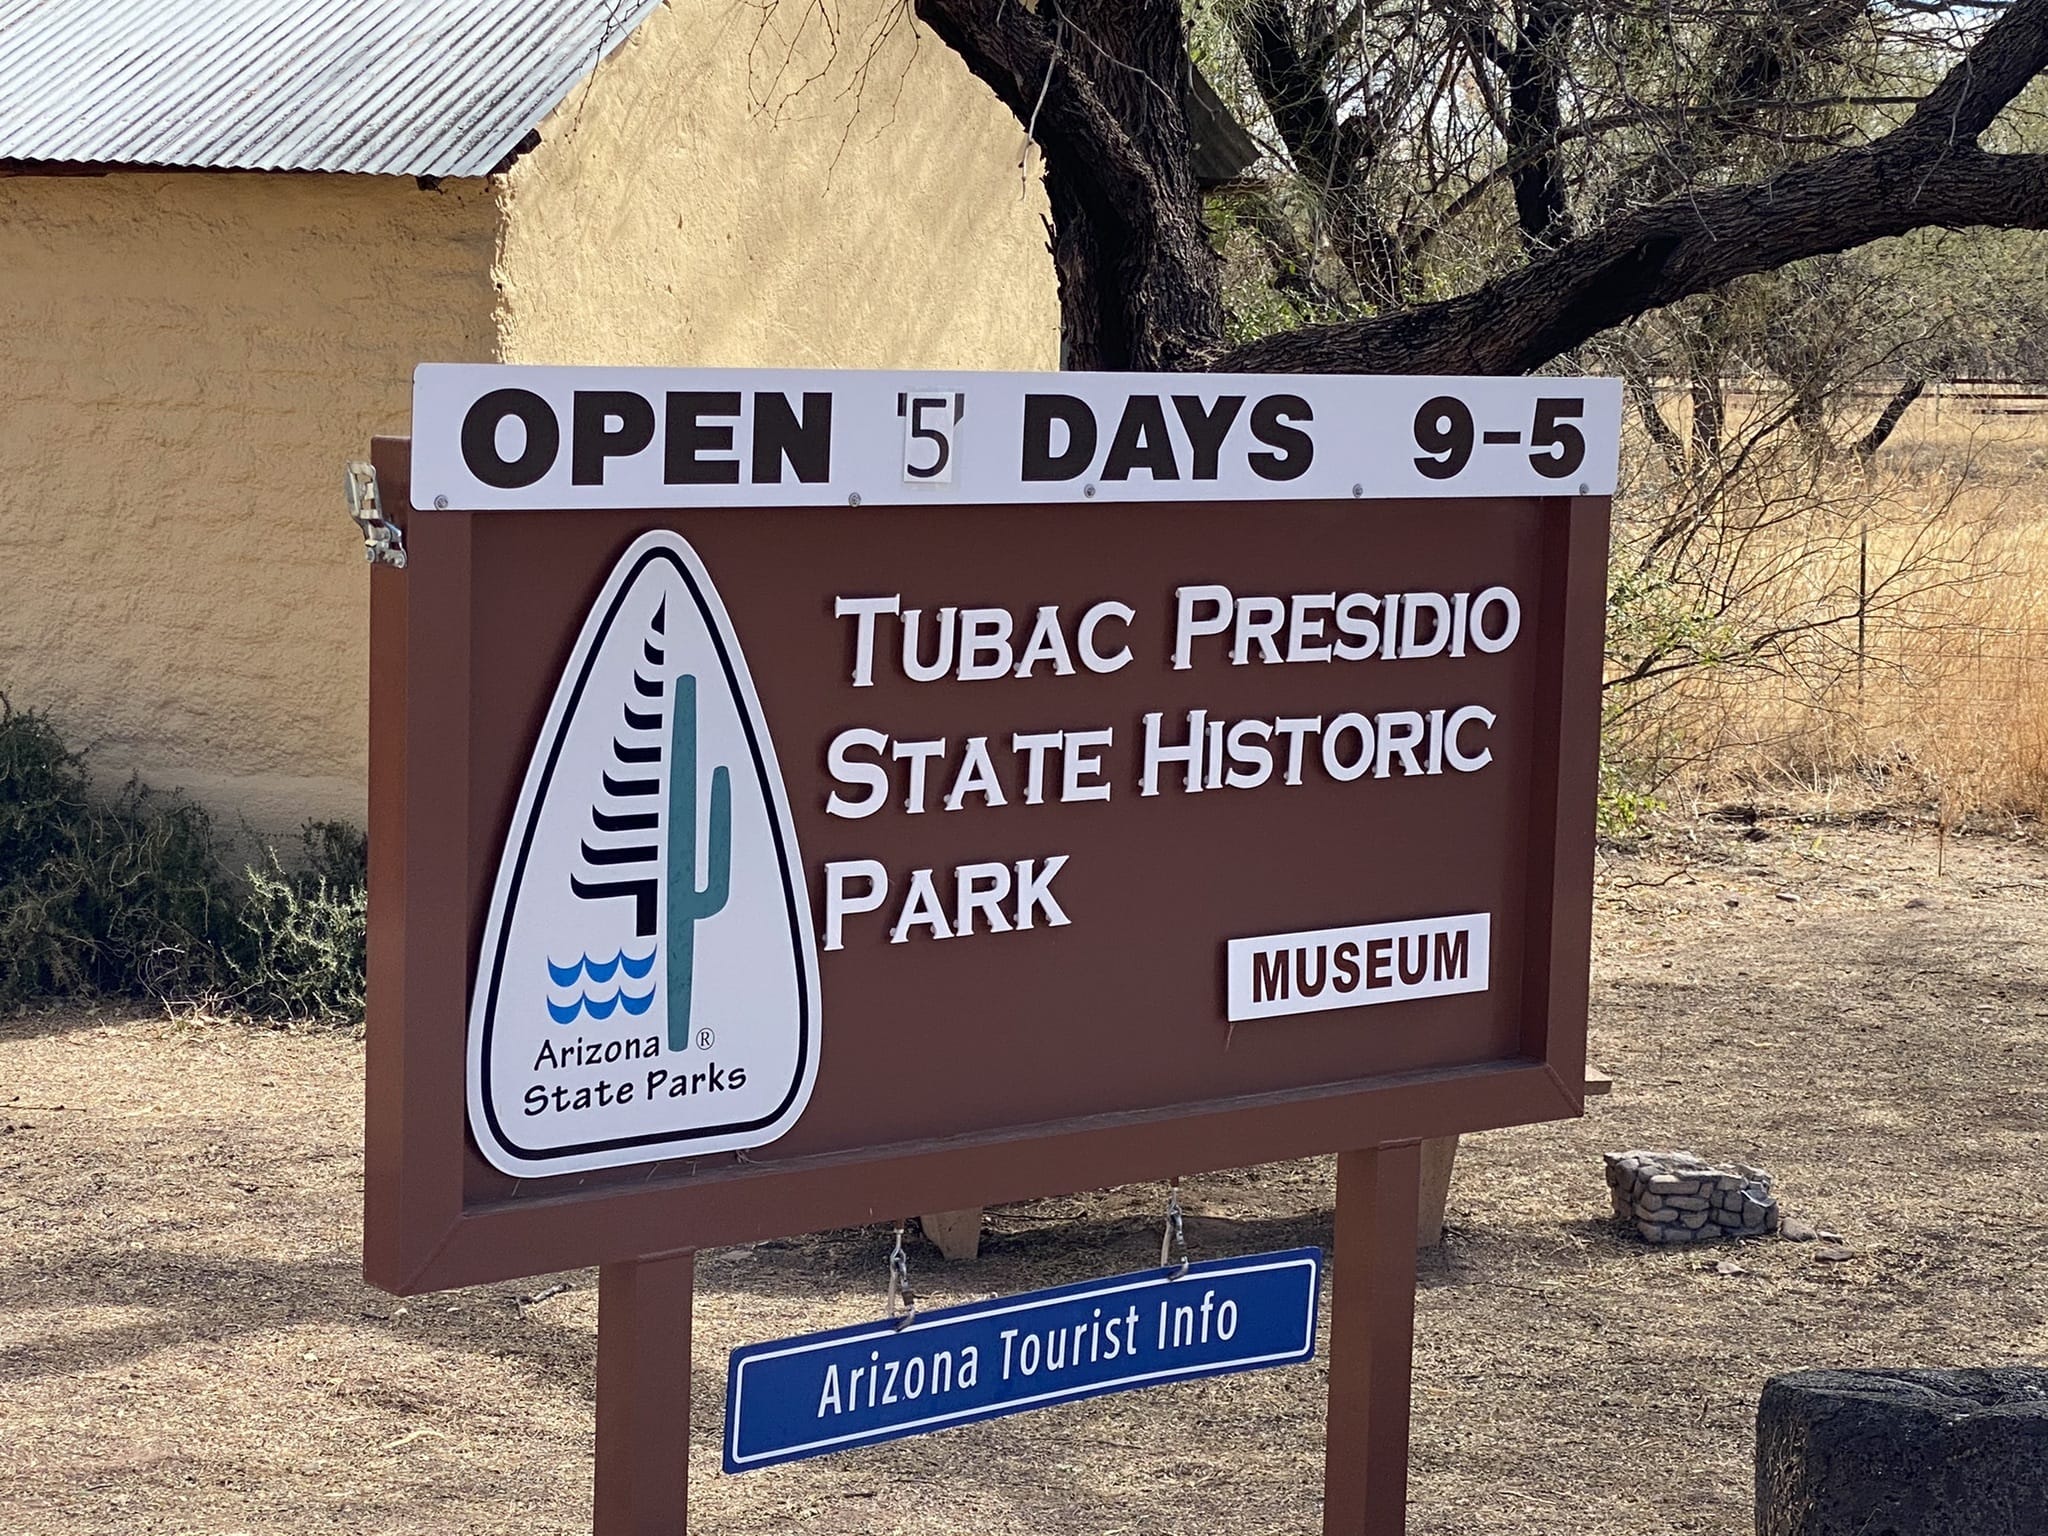 OPEN 5 DAYS 9-5
TUBAC PRESIDIO
STATE HISTORIC
PARK
MUSEUM
Arizona ®
State Parks
Arizona Tourist Info